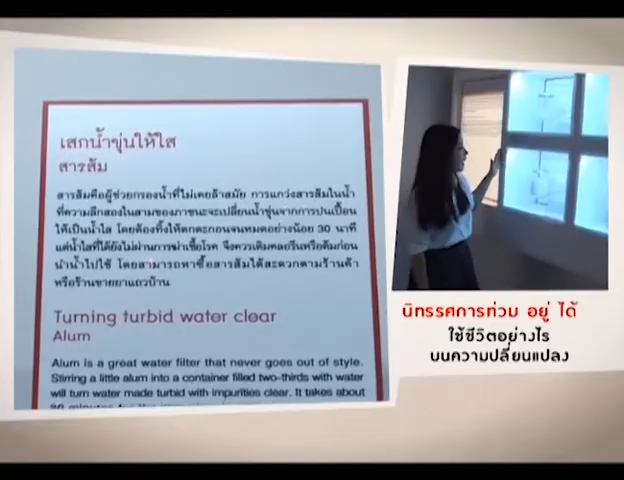 เสกน้ำขุ่นให้ใส
สารส้ม
สารส้มคือผู้ช่วยกรองน้ำที่ไม่เคยล้าสมัย การแกว่งสารส้มในน้ำ
ที่ความลึกสองในสามของภาชนะจะเปลี่ยนน้ำขุ่นจากการปนเปื้อน
ให้เป็นน้ำใส โดยต้องทิ้งให้ตกตะกอนจนหมดอย่างน้อย 30 นาที
แต่น้ำใสที่ได้ยังไม่ผ่านการฆ่าเชื้อโรค จึงควรเติมคลอรีนหรือต้มก่อน
นำน้ำไปใช้ โดยสามารถหาซื้อสารส้มได้สะดวกตามร้านค้า
หรือร้านขายยาแถวบ้าน
Turning turbid water clear
Alum
Alum is a great water filter that never goes out of style.
Stirring a little alum into a container filled two-thirds with water
will turn water made turbid with impurities clear. It takes about
30 minutes for the
นิทรรศการท่วม อยู่ ได้
ใช้ชีวิตอย่างไร
บนความเปลี่ยนแปลง